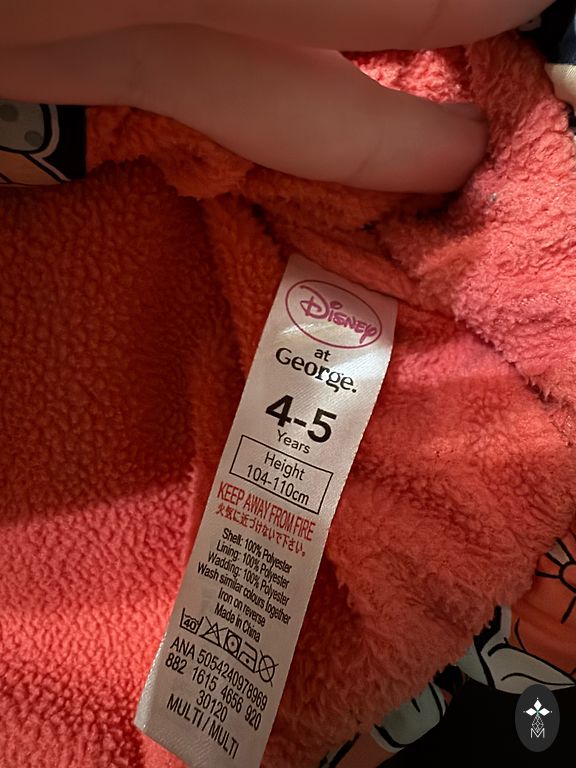 Disney
at
George.
4-5
Years
Height
104-110cm
KEEP AWAY FROM FIRE
火気に近づけないで下さい。
Shell: 100% Polyester
Lining: 100% Polyester
Wadding: 100% Polyester
Wash similar colours together
Iron on reverse
Made in China
40°
ANA 5054240978969
882 1615 4656 920
30120
MULTI / MULTI
M